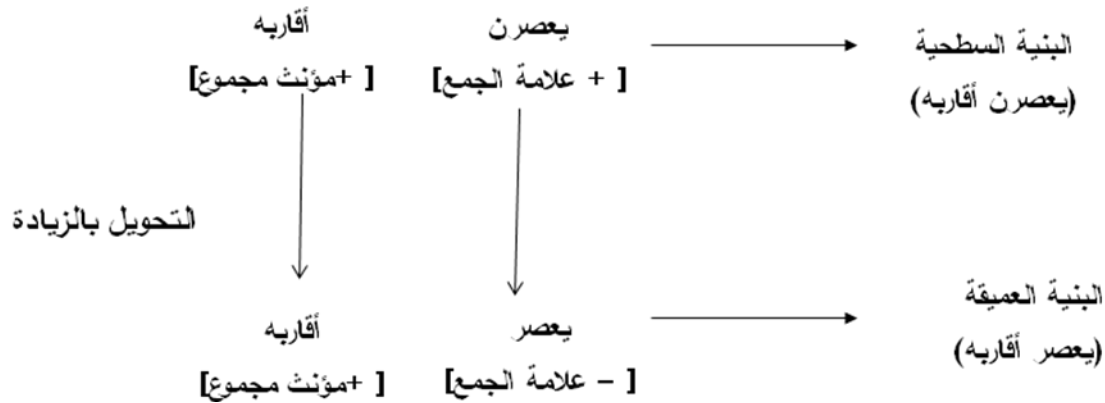 البنية السطحية
(يعصرن أقاربه)
يعصرن
[ + علامة الجمع]
أقاربه
[ +مؤنث مجموع]
التحويل بالزيادة
البنية العميقة
(يعصر أقاربه)
يعصر
[ – علامة الجمع]
أقاربه
[ +مؤنث مجموع]